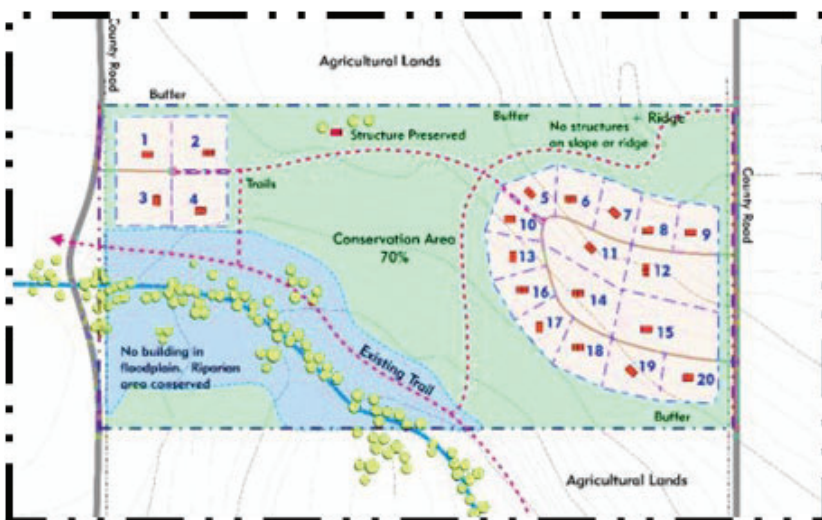 County Road
Agricultural Lands
Buffer
Buffer
Ridge
No structures
on slope or ridge
Structure Preserved
1
2
3
4
Trails
5
6
7
8
9
10
11
12
13
14
15
16
17
18
19
20
County Road
Conservation Area
70%
No building in
floodplain. Riparian
area conserved
Existing Trail
Buffer
Agricultural Lands